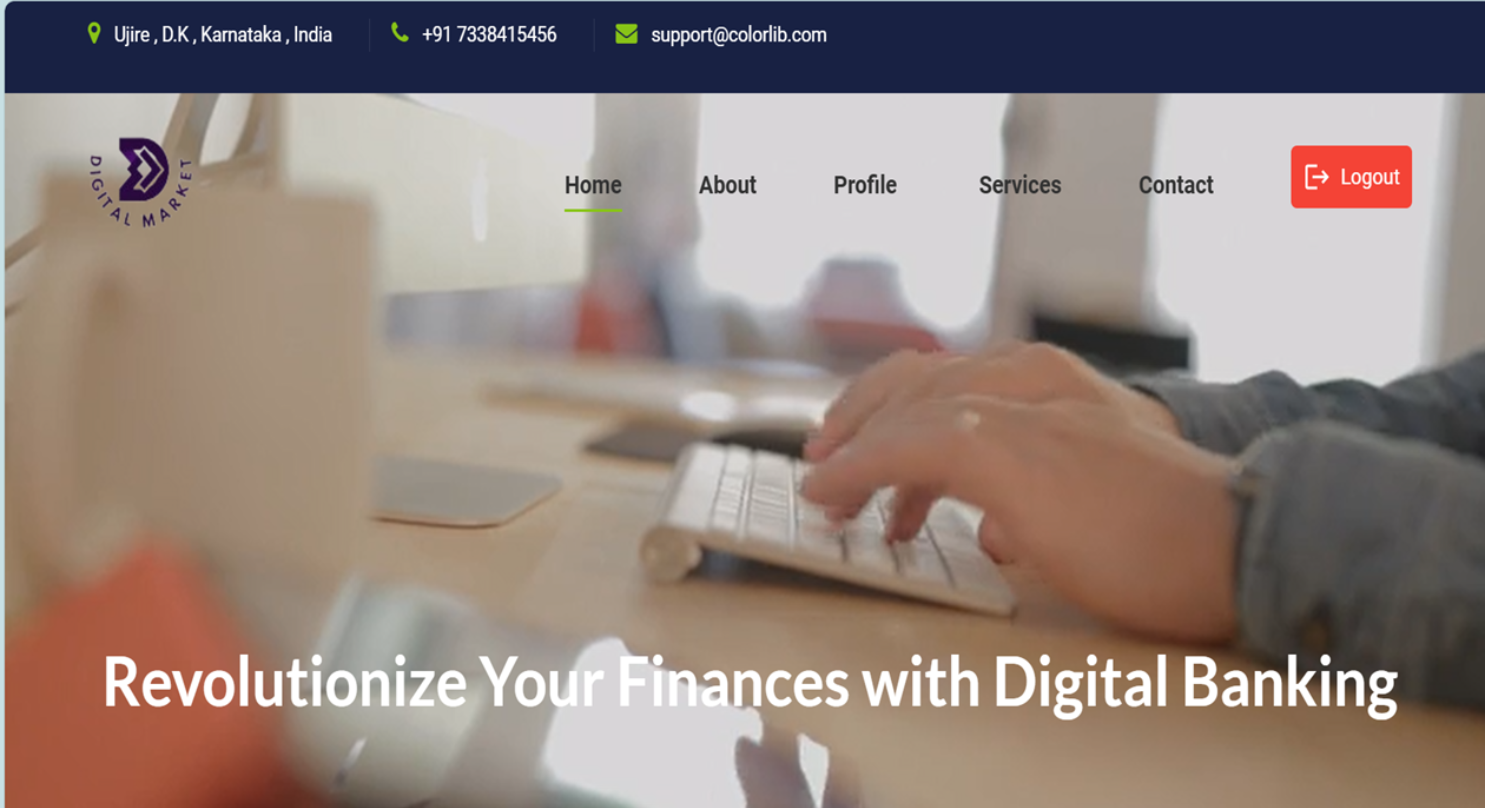 Ujire , D.K , Karnataka , India
+91 7338415456
support@colorlib.com
DIGITAL MARKET
Home
About
Profile
Services
Contact
Logout
Revolutionize Your Finances with Digital Banking